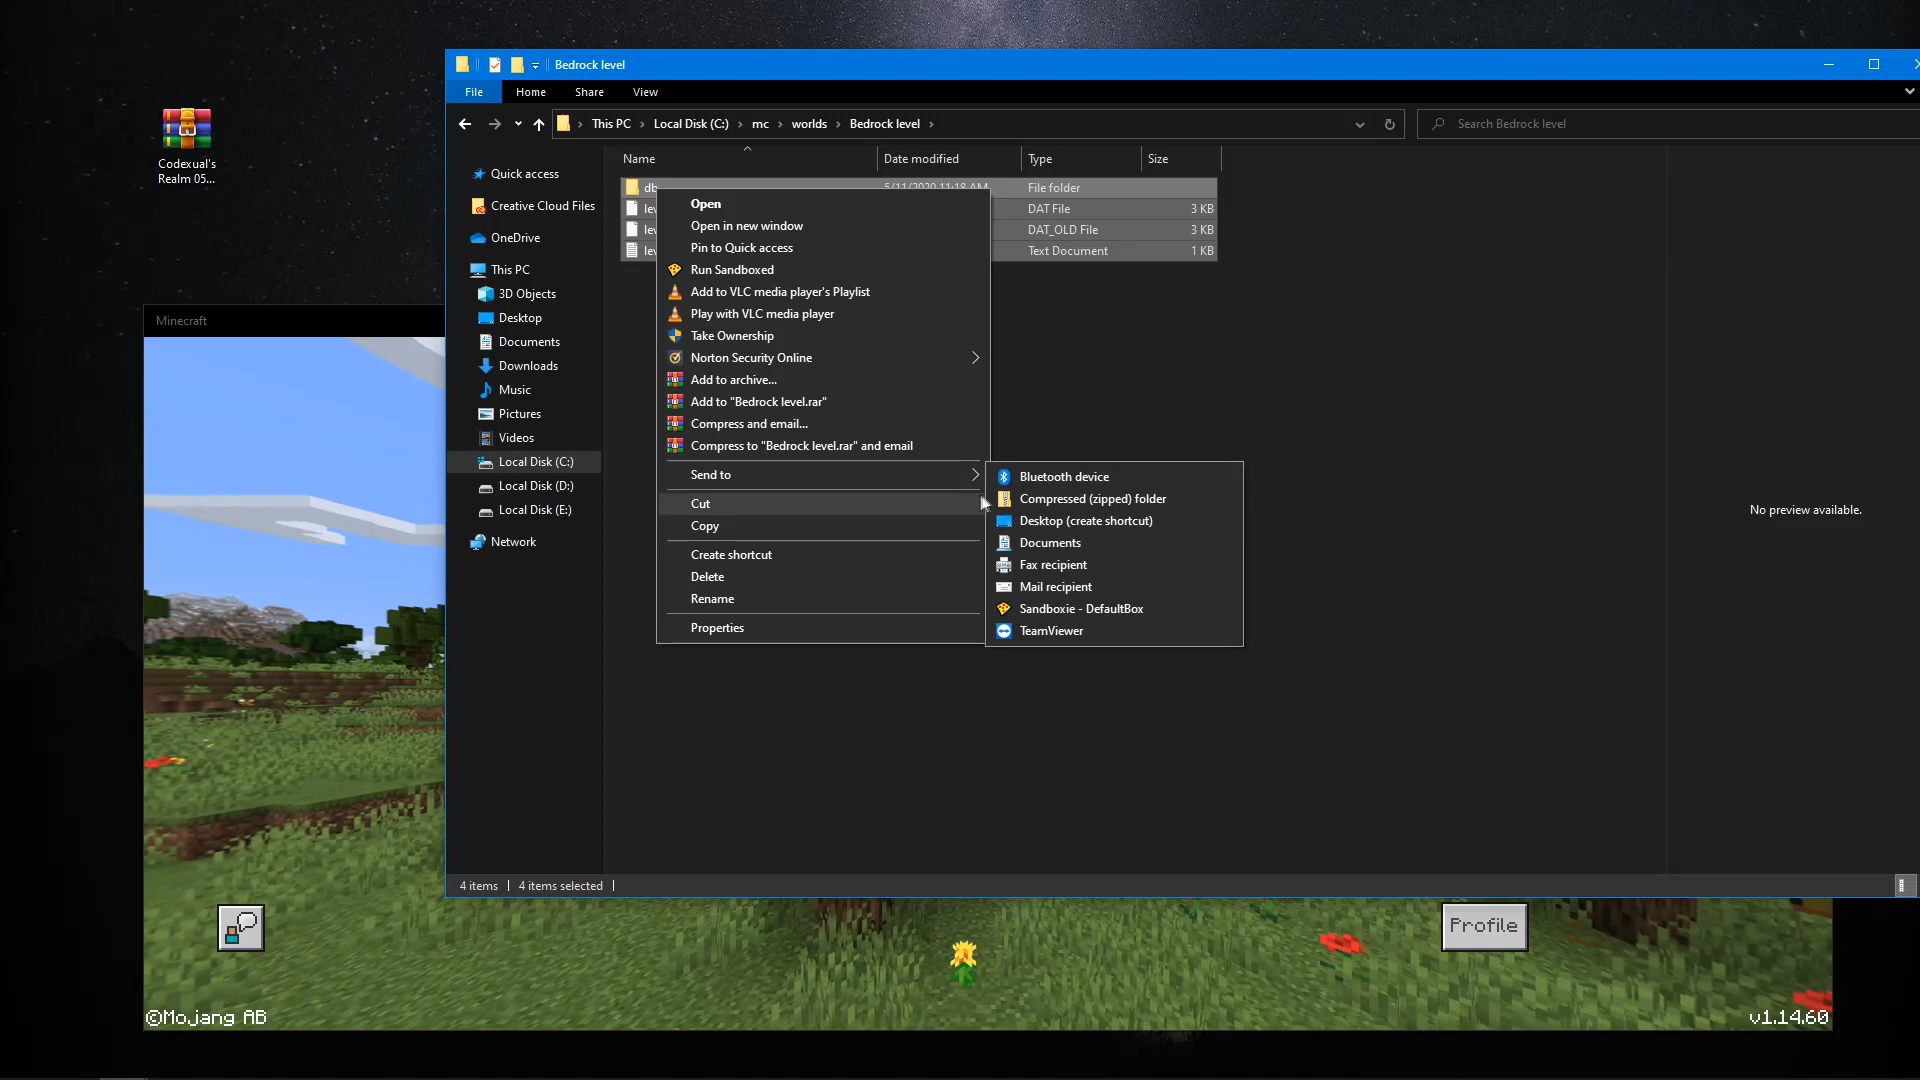 Codexual's
Realm 05...
Minecraft
Bedrock level
File
Home
Share
View
This PC
Local Disk (C:)
mc
worlds
Bedrock level
Search Bedrock level
Quick access
Creative Cloud Files
OneDrive
This PC
3D Objects
Desktop
Documents
Downloads
Music
Pictures
Videos
Local Disk (C:)
Local Disk (D:)
Local Disk (E:)
Network
Name
Date modified
Type
Size
db
5/11/2020 11:18 AM
File folder
DAT File
3 KB
DAT_OLD File
3 KB
Text Document
1 KB
Open
Open in new window
Pin to Quick access
Run Sandboxed
Add to VLC media player's Playlist
Play with VLC media player
Take Ownership
Norton Security Online
Add to archive...
Add to "Bedrock level.rar"
Compress and email...
Compress to "Bedrock level.rar" and email
Send to
Cut
Copy
Create shortcut
Delete
Rename
Properties
Bluetooth device
Compressed (zipped) folder
Desktop (create shortcut)
Documents
Fax recipient
Mail recipient
Sandboxie - DefaultBox
TeamViewer
No preview available.
4 items
4 items selected
Profile
©Mojang AB
v1.14.60